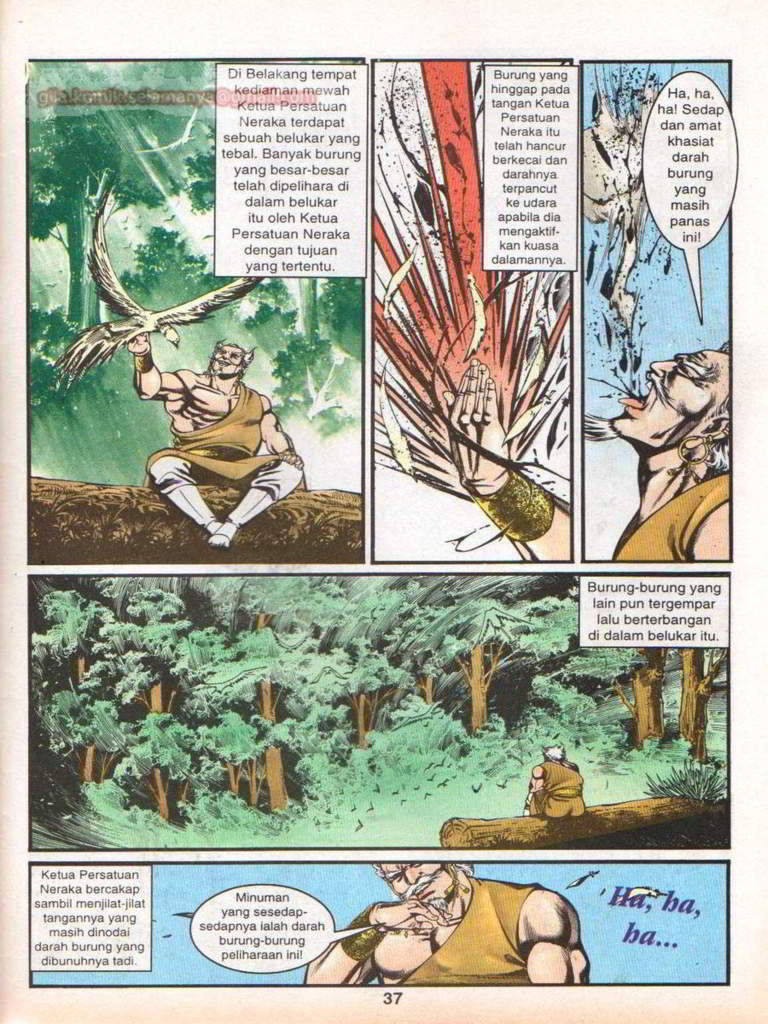 Di Belakang tempat
kediaman mewah
Ketua Persatuan
Neraka terdapat
sebuah belukar yang
tebal. Banyak burung
yang besar-besar
telah dipelihara di
dalam belukar
itu oleh Ketua
Persatuan Neraka
dengan tujuan
yang tertentu.
Burung yang
hinggap pada
tangan Ketua
Persatuan
Neraka itu
telah hancur
berkecai dan
darahnya
terpancut
ke udara
apabila dia
mengaktif-
kan kuasa
dalamannya.
Ha, ha,
ha! Sedap
dan amat
khasiat
darah
burung
yang
masih
panas
ini!
Burung-burung yang
lain pun tergempar
lalu berterbangan
di dalam belukar itu.
Ketua Persatuan
Neraka bercakap
sambil menjilat-jilat
tangannya yang
masih dinodai
darah burung yang
dibunuhnya tadi.
Minuman
yang sesedap-
sedapnya ialah darah
burung-burung
peliharaan ini!
Ha, ha,
ha...
37